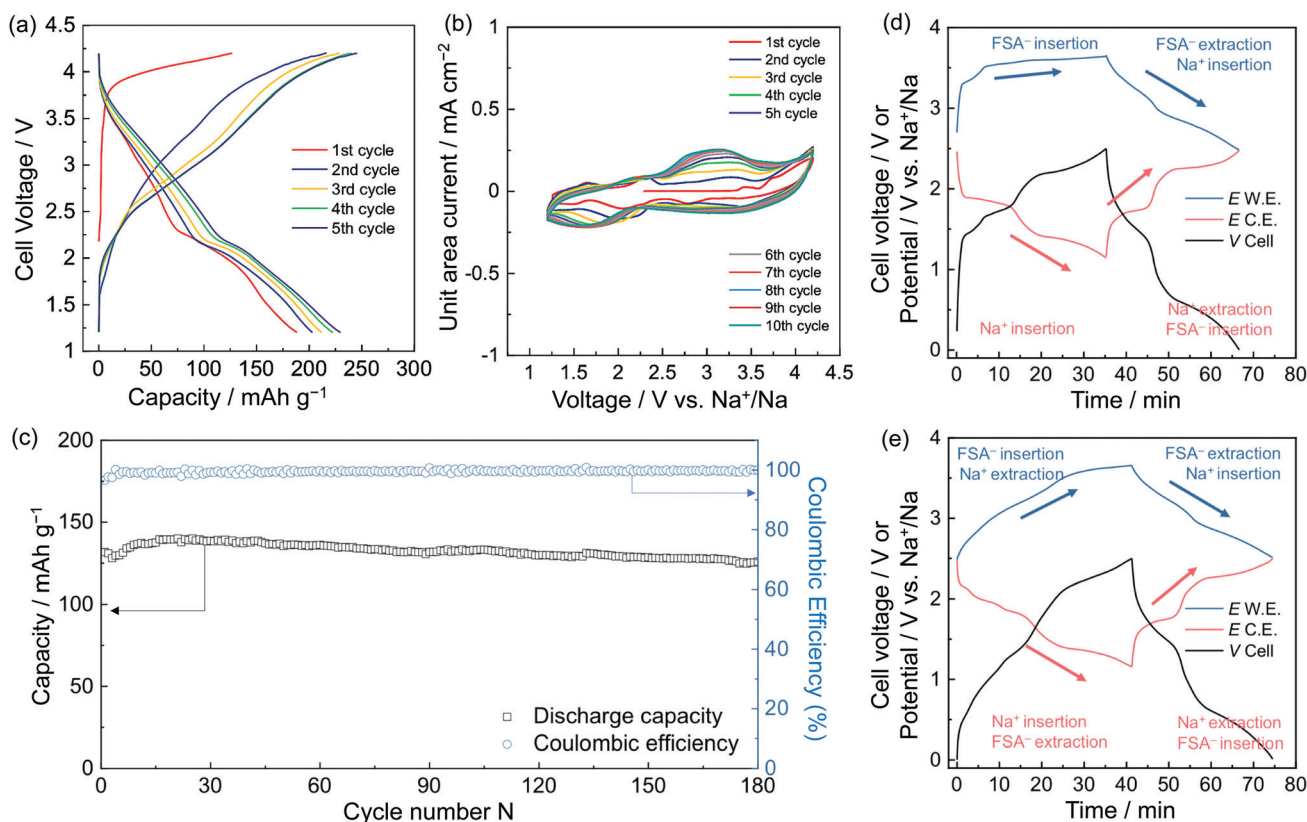 (a)
4.5
4
3.5
3
2.5
2
1.5
1
Cell Voltage / V
1st cycle
2nd cycle
3rd cycle
4th cycle
5th cycle
0 50 100 150 200 250 300
Capacity / mAh g⁻¹
(b)
1
0.5
0
-0.5
-1
Unit area current / mA cm⁻²
1st cycle
2nd cycle
3rd cycle
4th cycle
5h cycle
6th cycle
7th cycle
8th cycle
9th cycle
10th cycle
1 1.5 2 2.5 3 3.5 4 4.5
Voltage / V vs. Na⁺/Na
(c)
200
150
100
50
0
Capacity / mAh g⁻¹
100
80
60
40
20
0
Coulombic Efficiency (%)
Discharge capacity
Coulombic efficiency
0 30 60 90 120 150 180
Cycle number N
(d)
4
3
2
1
0
Cell voltage / V or
Potential / V vs. Na⁺/Na
FSA⁻ insertion
FSA⁻ extraction
Na⁺ insertion
E W.E.
E C.E.
V Cell
Na⁺ insertion
Na⁺ extraction
FSA⁻ insertion
0 10 20 30 40 50 60 70 80
Time / min
(e)
4
3
2
1
0
Cell voltage / V or
Potential / V vs. Na⁺/Na
FSA⁻ insertion
Na⁺ extraction
FSA⁻ extraction
Na⁺ insertion
E W.E.
E C.E.
V Cell
Na⁺ insertion
FSA⁻ extraction
Na⁺ extraction
FSA⁻ insertion
0 10 20 30 40 50 60 70 80
Time / min